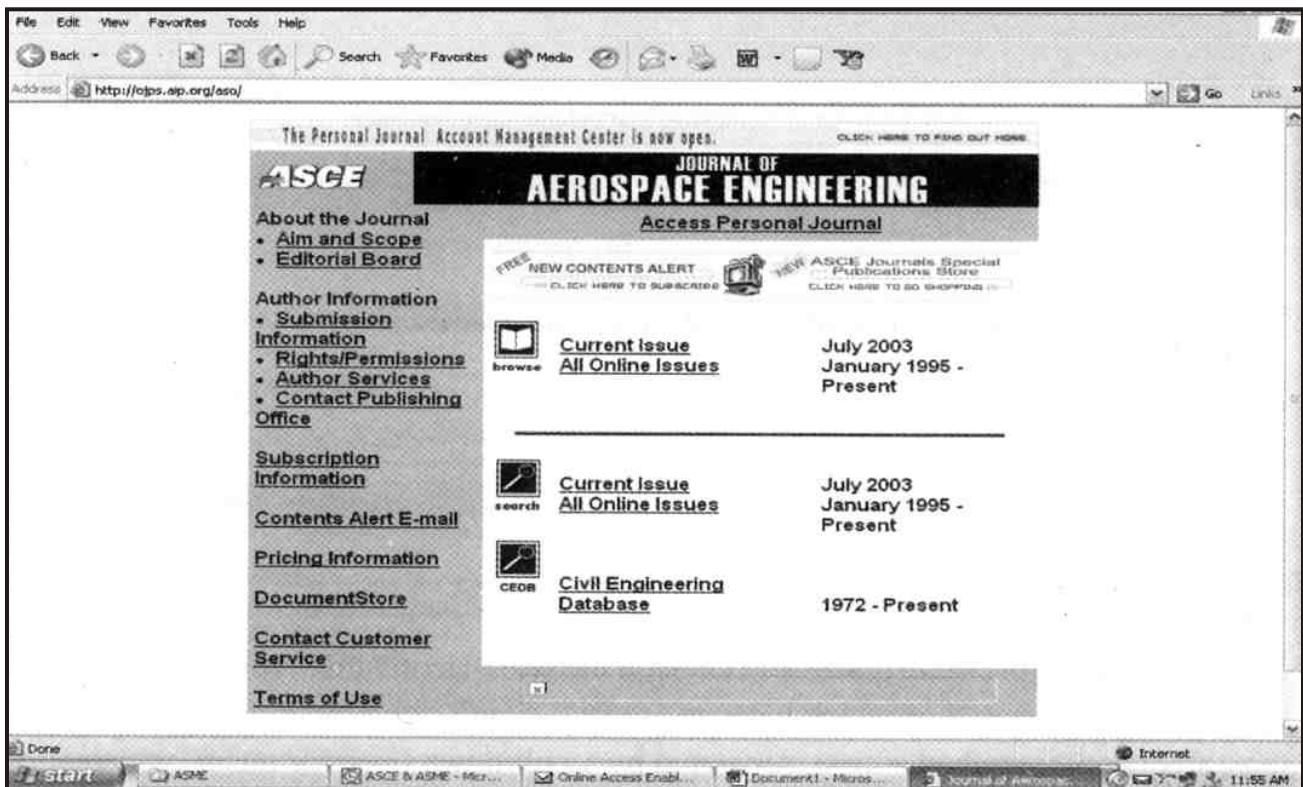 File Edit View Favorites Tools Help
Back Search Favorites Media
Address http://ojps.aip.org/aso/ Go Links
The Personal Journal Account Management Center is now open. CLICK HERE TO FIND OUT MORE
ASCE
JOURNAL OF
AEROSPACE ENGINEERING
Access Personal Journal
About the Journal
• Aim and Scope
• Editorial Board
Author Information
• Submission
Information
• Rights/Permissions
• Author Services
• Contact Publishing
Office
Subscription
Information
Contents Alert E-mail
Pricing Information
DocumentStore
Contact Customer
Service
Terms of Use
FREE NEW CONTENTS ALERT
CLICK HERE TO SUBSCRIBE
NEW ASCE Journals Special
Publications Store
CLICK HERE TO GO SHOPPING
browse
Current Issue July 2003
All Online Issues January 1995 -
Present
search
Current Issue July 2003
All Online Issues January 1995 -
Present
CEDB
Civil Engineering
Database 1972 - Present
Done Internet
start ASME ASCE & ASME - Micr... Online Access Enabl... Document1 - Micros... Journal of Aerospac... 11:55 AM